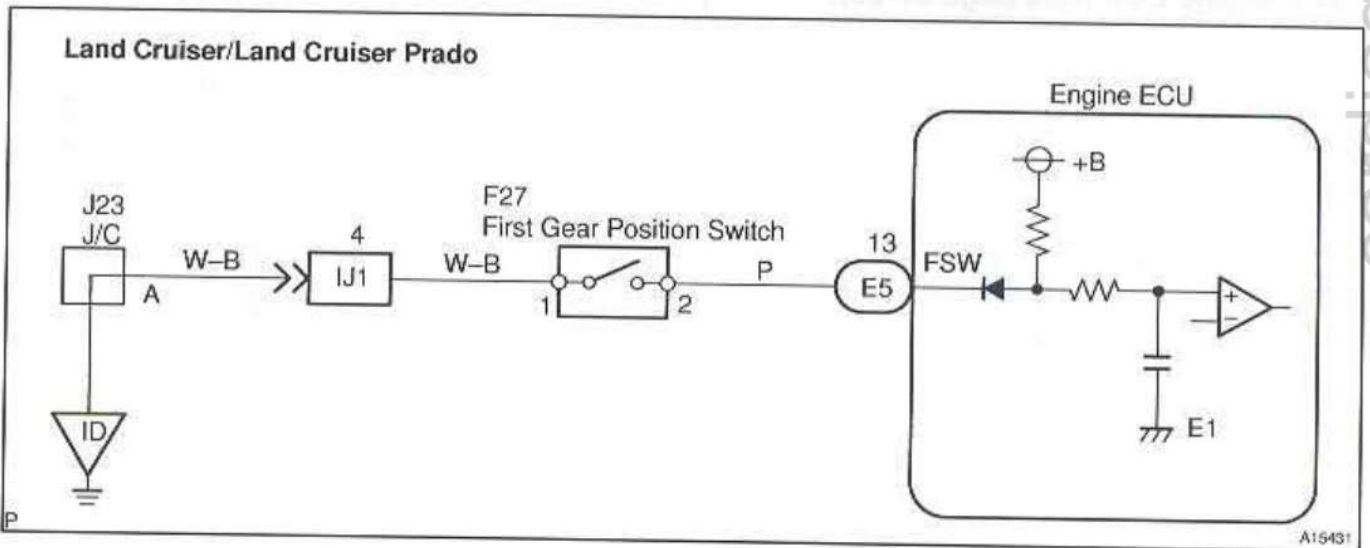 Land Cruiser/Land Cruiser Prado
Engine ECU
+B
J23
J/C
W–B
A
4
IJ1
W–B
F27
First Gear Position Switch
1
2
P
13
E5
FSW
+
−
E1
ID
P
A15431